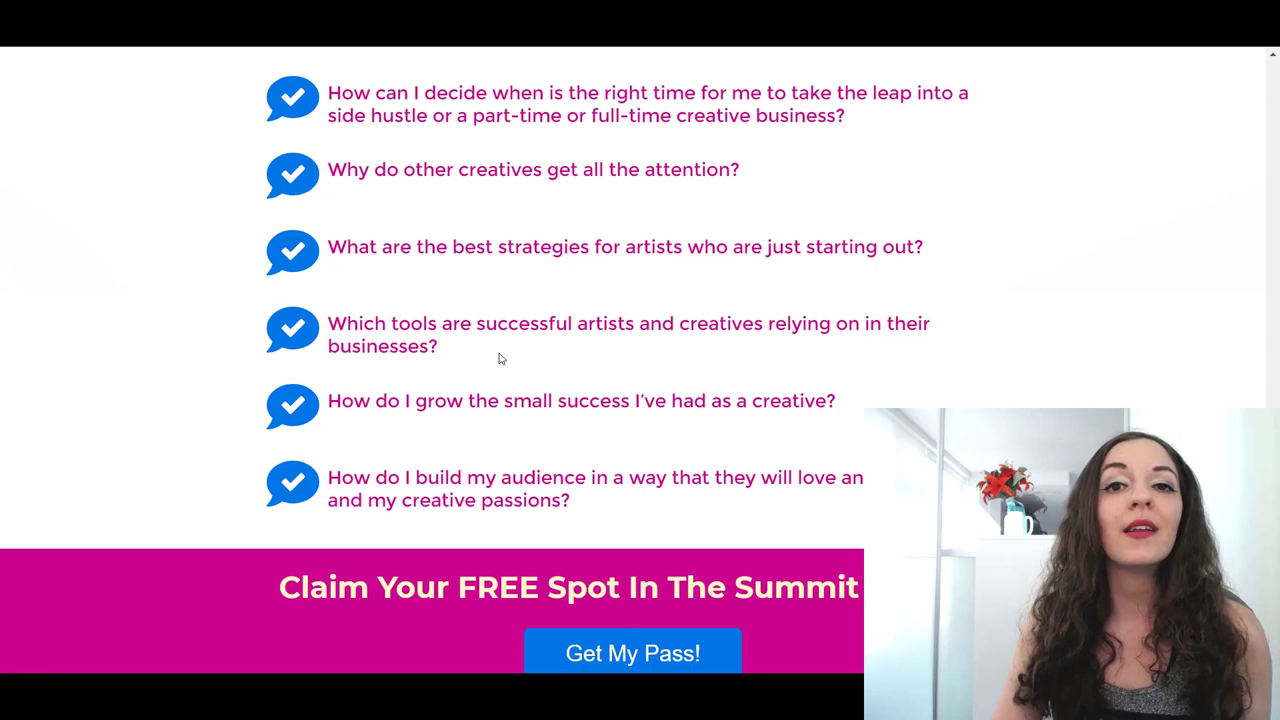 How can I decide when is the right time for me to take the leap into a
side hustle or a part-time or full-time creative business?
Why do other creatives get all the attention?
What are the best strategies for artists who are just starting out?
Which tools are successful artists and creatives relying on in their
businesses?
How do I grow the small success I’ve had as a creative?
How do I build my audience in a way that they will love an
and my creative passions?
Claim Your FREE Spot In The Summit
Get My Pass!